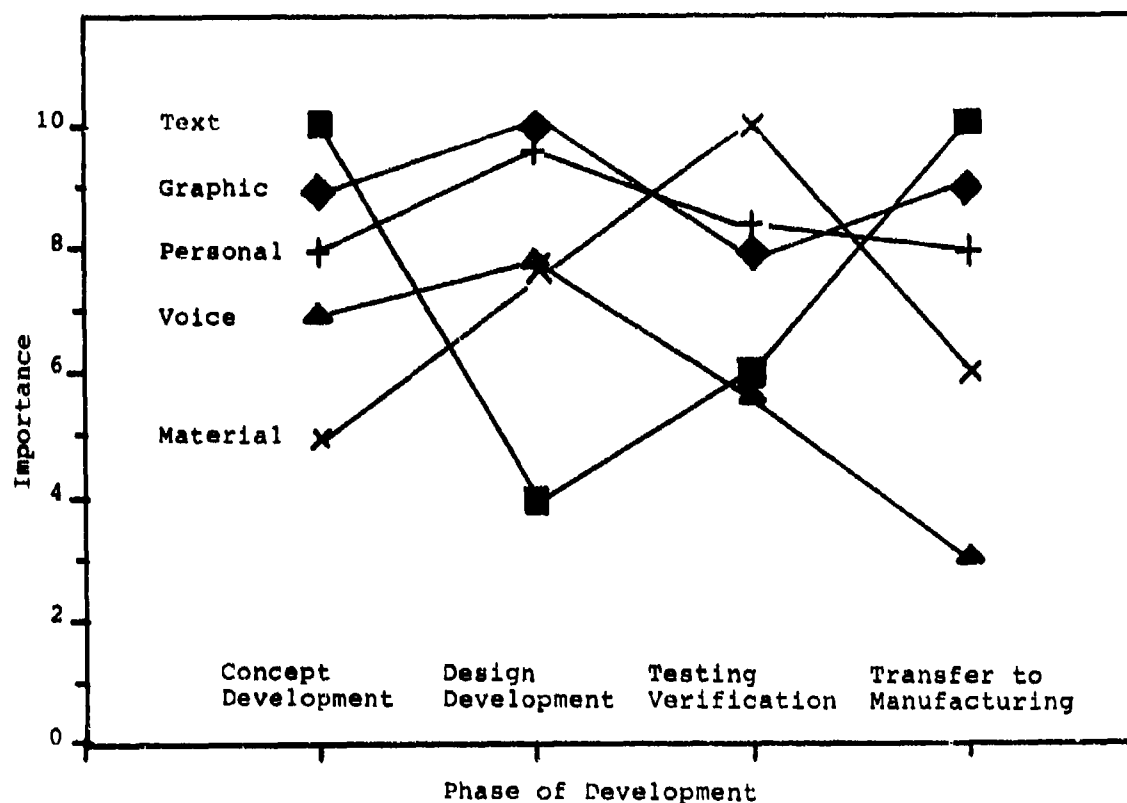 10
Text
Graphic
8
Personal
Voice
6
Importance
Material
4
2
Concept
Development
Design
Development
Testing
Verification
Transfer to
Manufacturing
0
Phase of Development